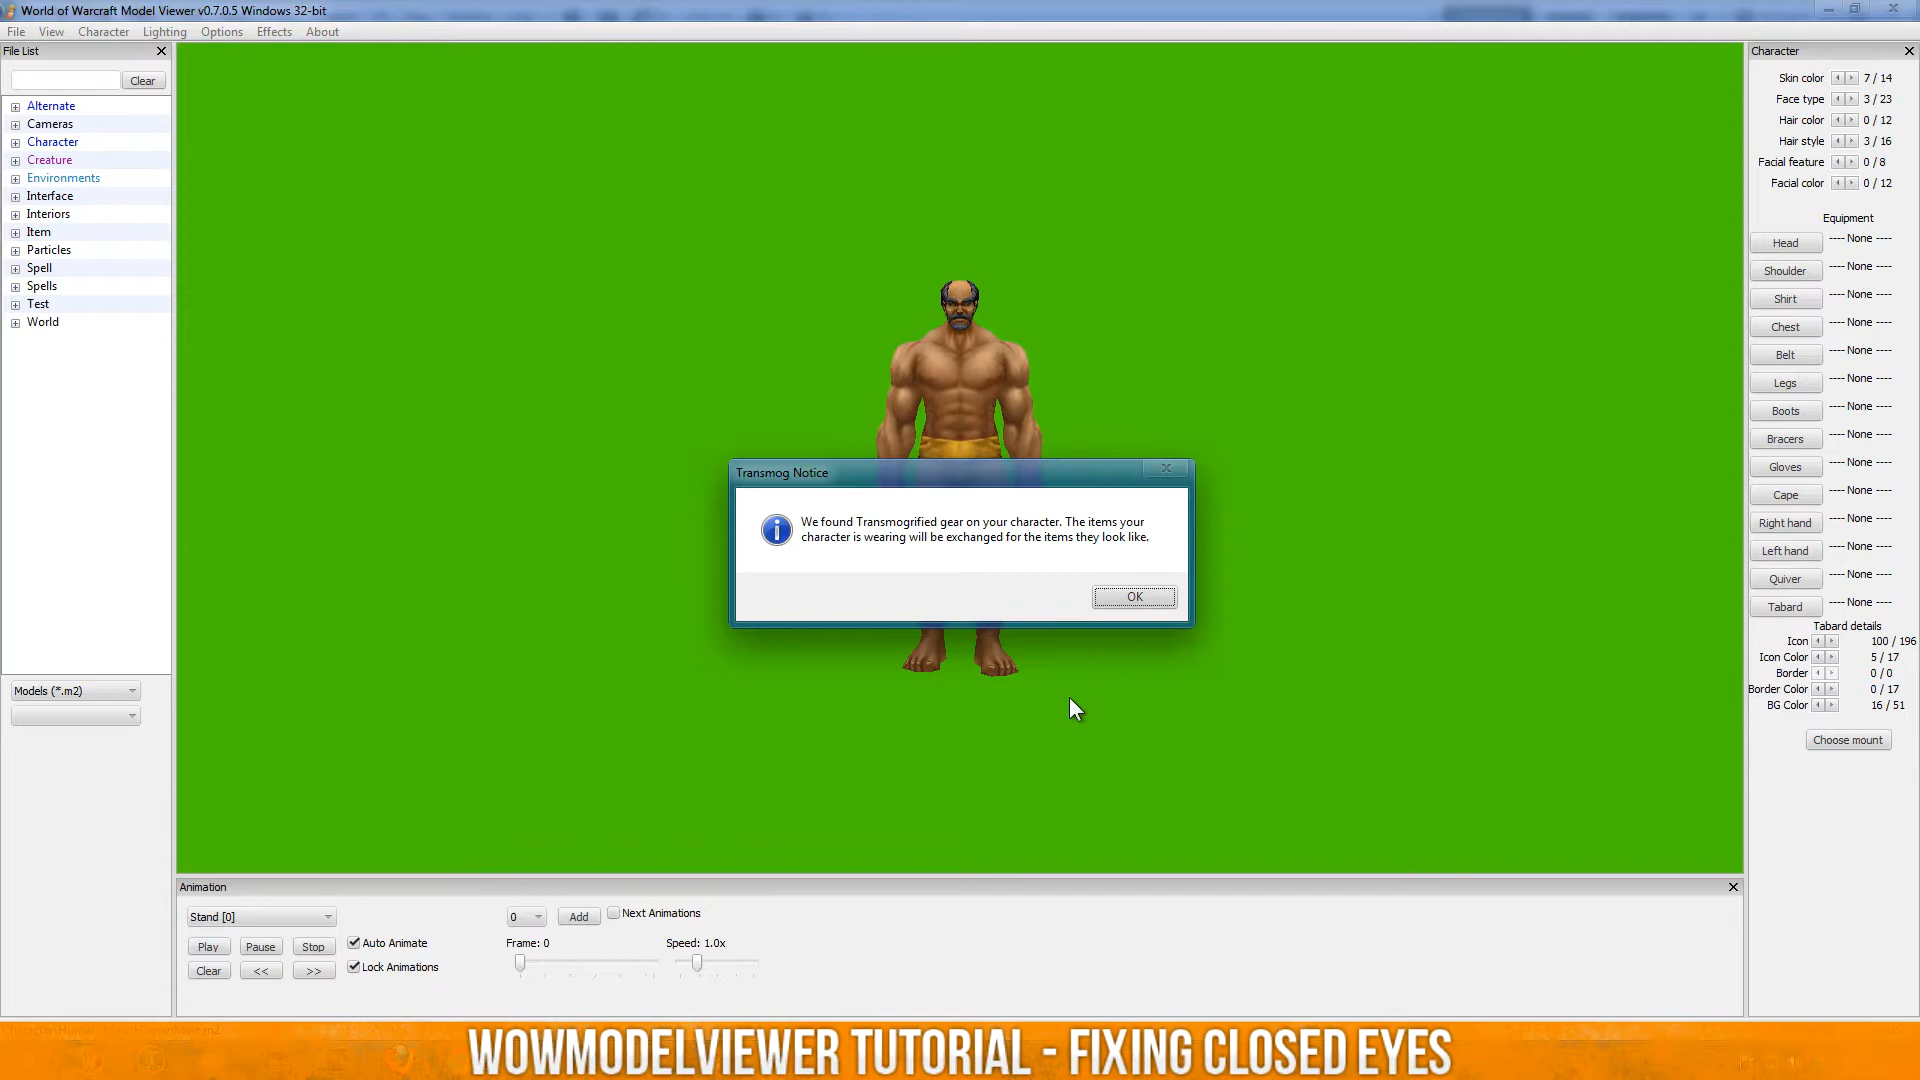 World of Warcraft Model Viewer v0.7.0.5 Windows 32-bit
File View Character Lighting Options Effects About
File List
Clear
Alternate
Cameras
Character
Creature
Environments
Interface
Interiors
Item
Particles
Spell
Spells
Test
World
Models (*.m2)
Transmog Notice
We found Transmogrified gear on your character. The items your
character is wearing will be exchanged for the items they look like.
OK
Character
Skin color 7 / 14
Face type 3 / 23
Hair color 0 / 12
Hair style 3 / 16
Facial feature 0 / 8
Facial color 0 / 12
Equipment
Head ---- None ----
Shoulder ---- None ----
Shirt ---- None ----
Chest ---- None ----
Belt ---- None ----
Legs ---- None ----
Boots ---- None ----
Bracers ---- None ----
Gloves ---- None ----
Cape ---- None ----
Right hand ---- None ----
Left hand ---- None ----
Quiver ---- None ----
Tabard ---- None ----
Tabard details
Icon 100 / 196
Icon Color 5 / 17
Border 0 / 0
Border Color 0 / 17
BG Color 16 / 51
Choose mount
Animation
Stand [0] 0 Add Next Animations
Play Pause Stop Auto Animate Frame: 0 Speed: 1.0x
Clear << >> Lock Animations
WOWMODELVIEWER TUTORIAL - FIXING CLOSED EYES